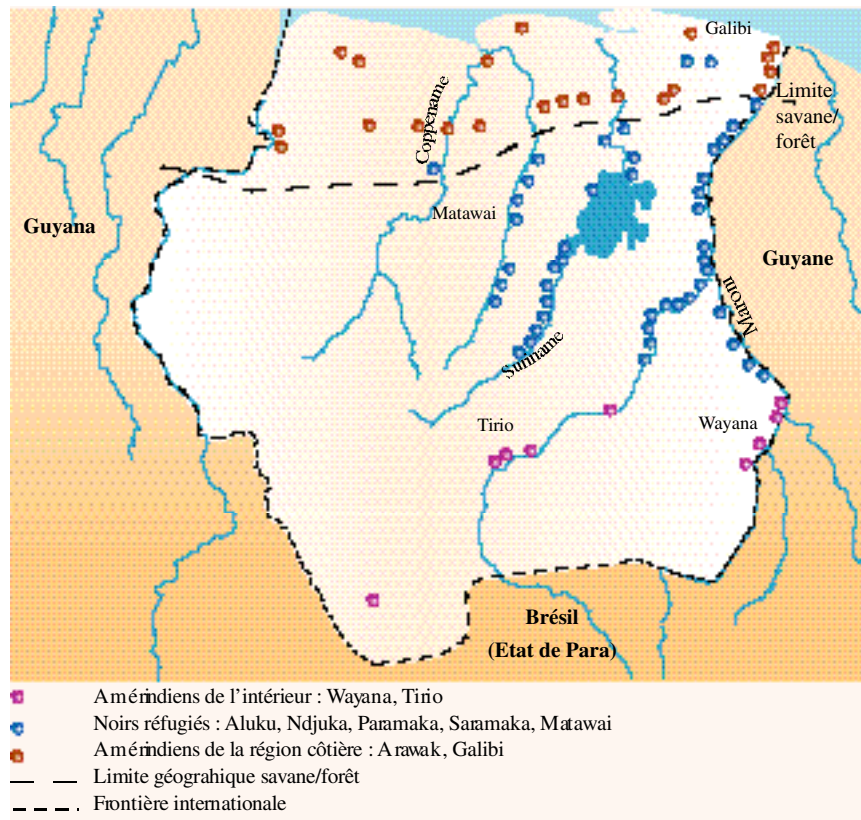 Galibi
Limite
savane/
forêt
Coppename
Matawai
Guyana
Guyane
Maroni
Suriname
Tirio
Wayana
Brésil
(Etat de Para)
Amérindiens de l'intérieur : Wayana, Tirio
Noirs réfugiés : Aluku, Ndjuka, Paramaka, Saramaka, Matawai
Amérindiens de la région côtière : Arawak, Galibi
Limite géograhique savane/forêt
Frontière internationale